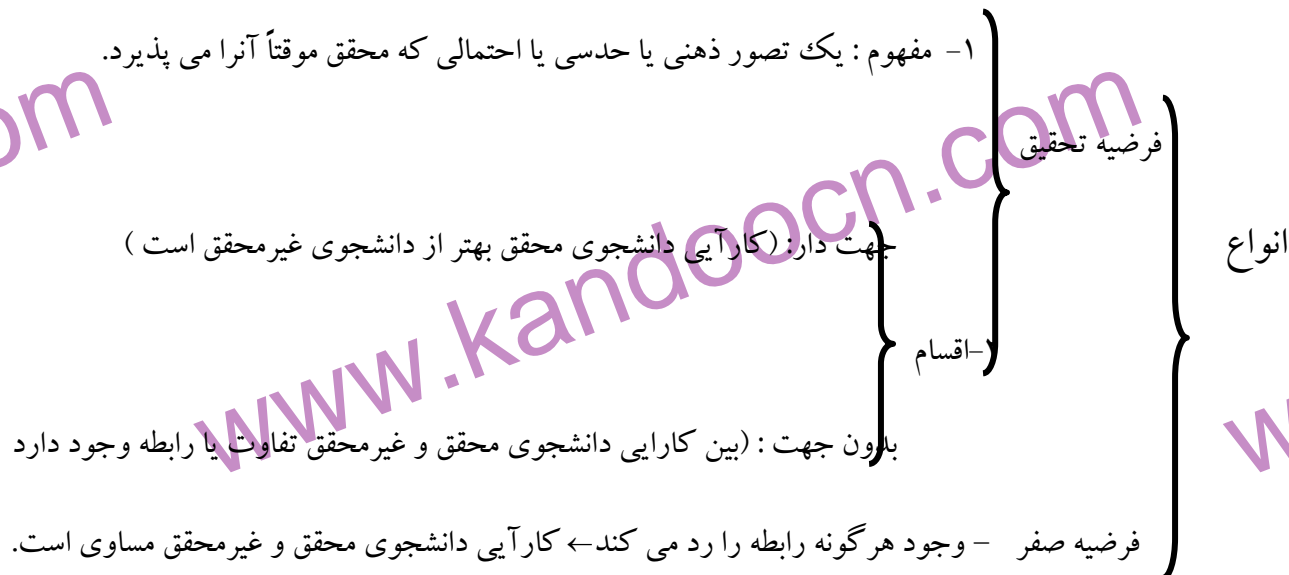 ۱- مفهوم : یک تصور ذهنی یا حدسی یا احتمالی که محقق موقتاً آنرا می پذیرد.
فرضیه تحقیق
انواع
جهت دار: (کارآیی دانشجوی محقق بهتر از دانشجوی غیرمحقق است )
۲-اقسام
بدون جهت : (بین کارایی دانشجوی محقق و غیرمحقق تفاوت یا رابطه وجود دارد
فرضیه صفر – وجود هرگونه رابطه را رد می کند← کارآیی دانشجوی محقق و غیرمحقق مساوی است.
www.kandoocn.com
om
w